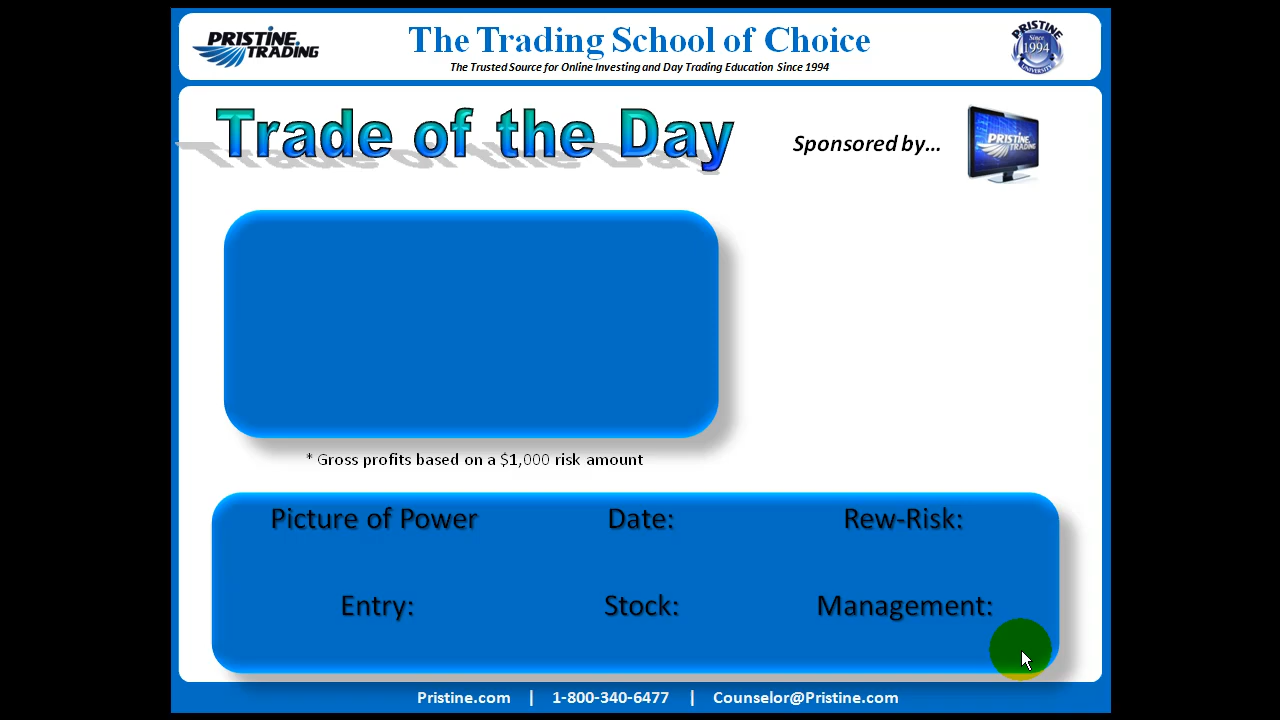 PRISTINE.
TRADING
The Trading School of Choice
The Trusted Source for Online Investing and Day Trading Education Since 1994
PRISTINE
Since
1994
UNIVERSITY
Trade of the Day
Sponsored by...
PRISTINE.
TRADING
* Gross profits based on a $1,000 risk amount
Picture of Power
Date:
Rew-Risk:
Entry:
Stock:
Management:
Pristine.com | 1-800-340-6477 | Counselor@Pristine.com